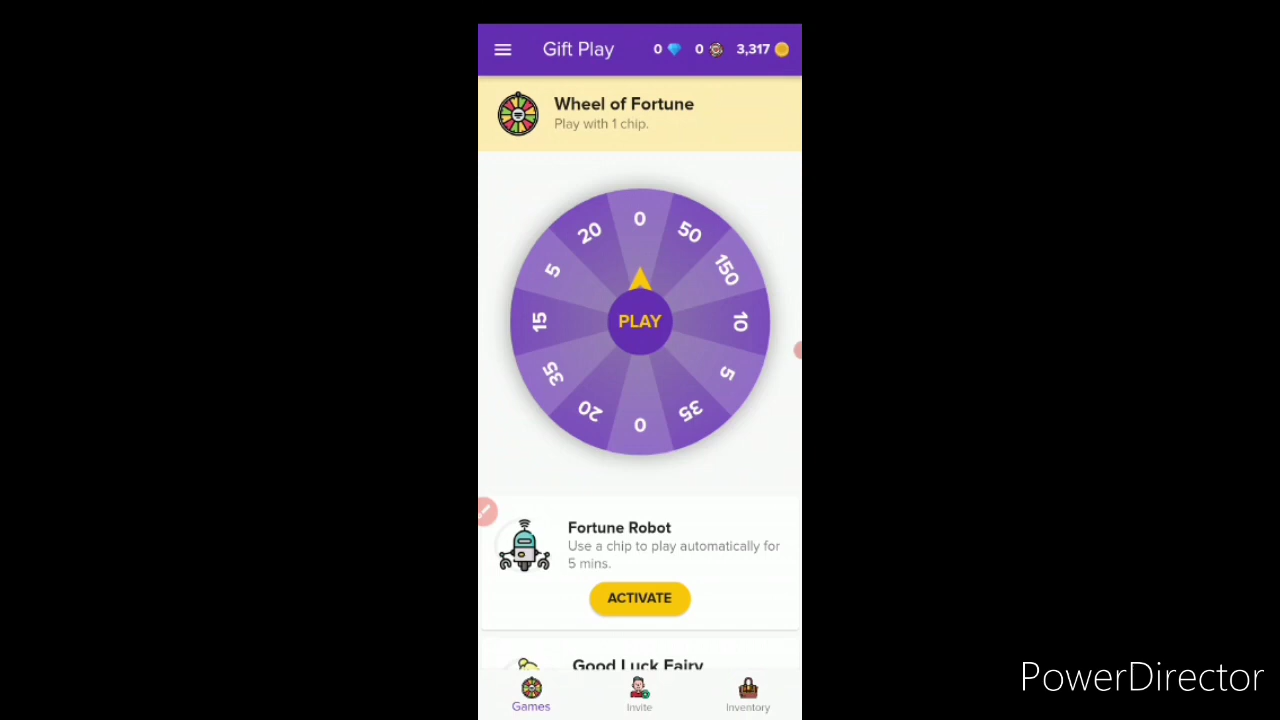 Gift Play
0
0
3,317
Wheel of Fortune
Play with 1 chip.
0
50
150
10
5
35
0
20
35
15
5
20
PLAY
Fortune Robot
Use a chip to play automatically for
5 mins.
ACTIVATE
Good Luck Fairy
Games
Invite
Inventory
PowerDirector